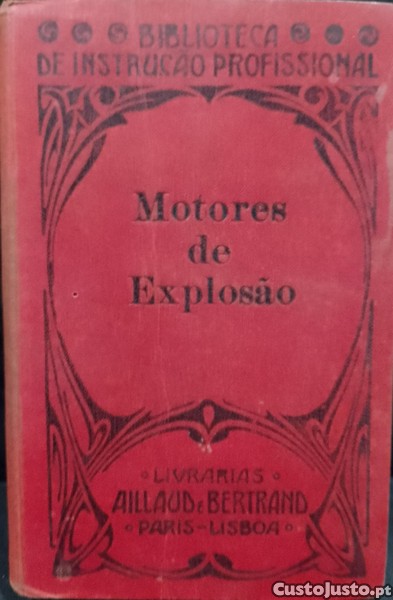 BIBLIOTECA
DE INSTRUÇÃO PROFISSIONAL
Motores
de
Explosão
LIVRARIAS
AILLAUD E BERTRAND
PARIS-LISBOA
CustoJusto.pt